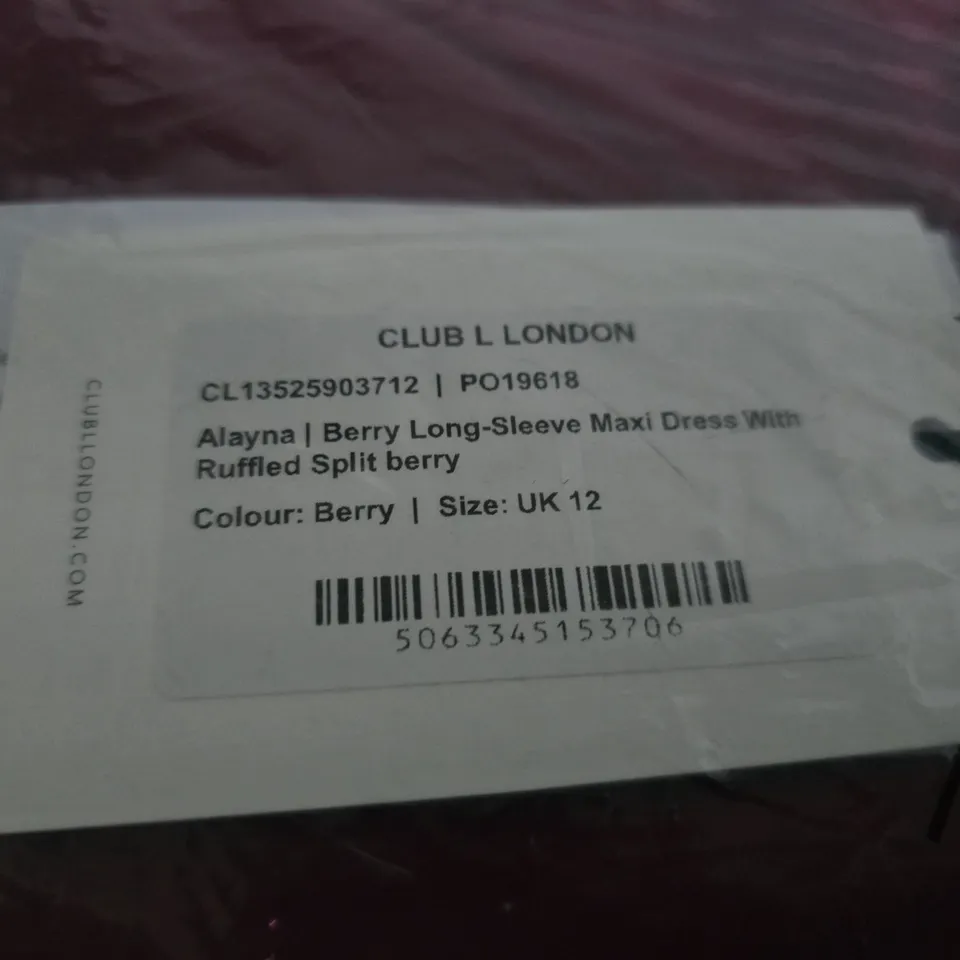 CLUB L LONDON
CL13525903712 | PO19618
Alayna | Berry Long-Sleeve Maxi Dress With
Ruffled Split berry
Colour: Berry | Size: UK 12
5063345153706
CLUBLLONDON.COM